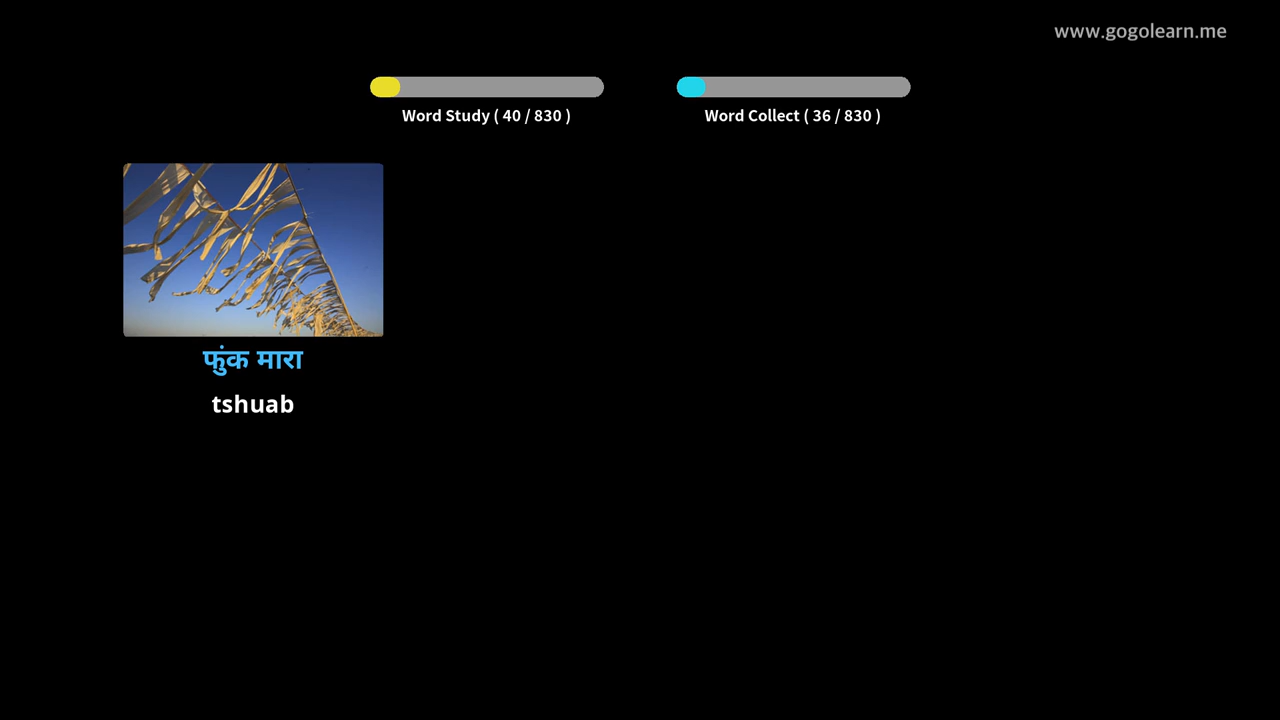 www.gogolearn.me
Word Study ( 40 / 830 )
Word Collect ( 36 / 830 )
फुंक मारा
tshuab